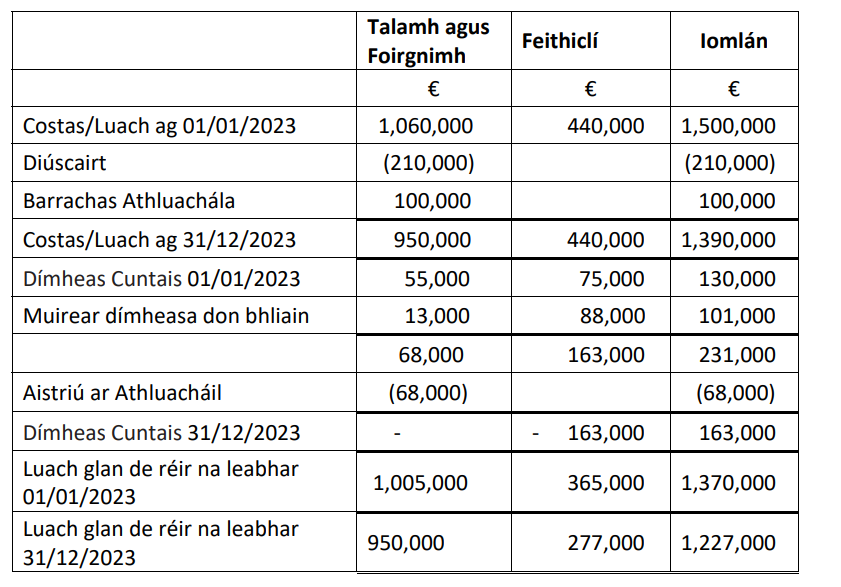 Talamh agus Foirgnimh Feithiclí Iomlán
€ € €
Costas/Luach ag 01/01/2023 1,060,000 440,000 1,500,000
Diúscairt (210,000) (210,000)
Barrachas Athluachála 100,000 100,000
Costas/Luach ag 31/12/2023 950,000 440,000 1,390,000
Dímheas Cuntais 01/01/2023 55,000 75,000 130,000
Muirear dímheasa don bhliain 13,000 88,000 101,000
68,000 163,000 231,000
Aistriú ar Athluacháil (68,000) (68,000)
Dímheas Cuntais 31/12/2023 - - 163,000 163,000
Luach glan de réir na leabhar
01/01/2023 1,005,000 365,000 1,370,000
Luach glan de réir na leabhar
31/12/2023 950,000 277,000 1,227,000